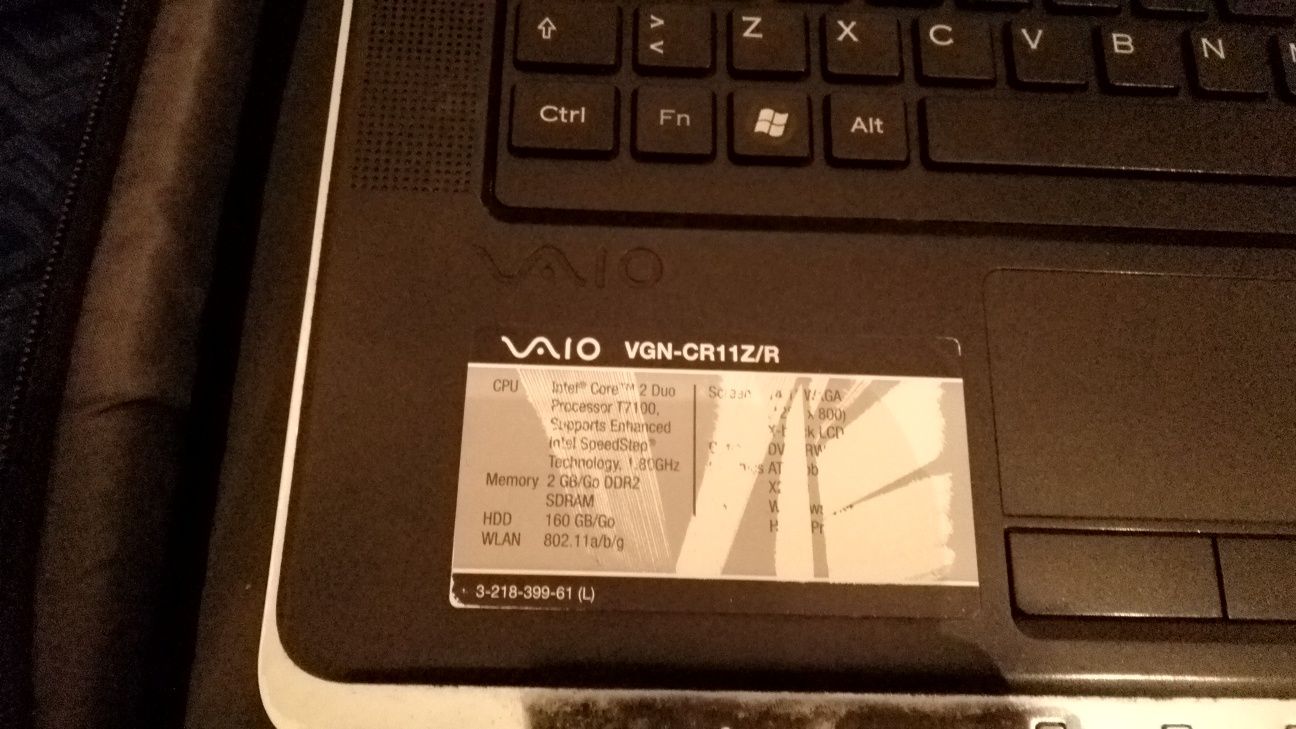 > Z X C V B N
<
Ctrl Fn Alt
VAIO
VAIO VGN-CR11Z/R
CPU Intel® Core™ 2 Duo
Processor T7100,
Supports Enhanced
Intel SpeedStep®
Technology, 1.80GHz
Memory 2 GB/Go DDR2
SDRAM
HDD 160 GB/Go
WLAN 802.11a/b/g
x 800)
LCD
3-218-399-61 (L)